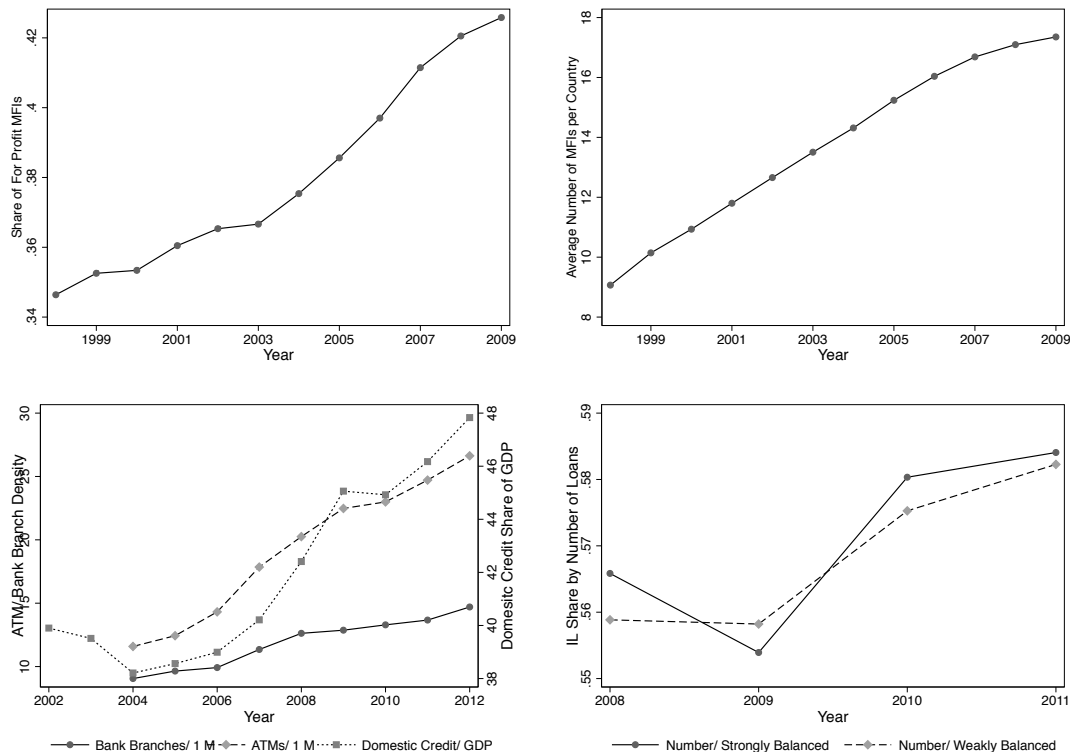 Share of For Profit MFIs
.34 .36 .38 .4 .42
1999 2001 2003 2005 2007 2009
Year
Average Number of MFIs per Country
8 10 12 14 16 18
1999 2001 2003 2005 2007 2009
Year
ATM/ Bank Branch Density
10 15 20 25 30
Domesitc Credit Share of GDP
38 40 42 44 46 48
2002 2004 2006 2008 2010 2012
Year
Bank Branches/ 1 M ATMs/ 1 M Domestic Credit/ GDP
IL Share by Number of Loans
.55 .56 .57 .58 .59
2008 2009 2010 2011
Year
Number/ Strongly Balanced Number/ Weakly Balanced